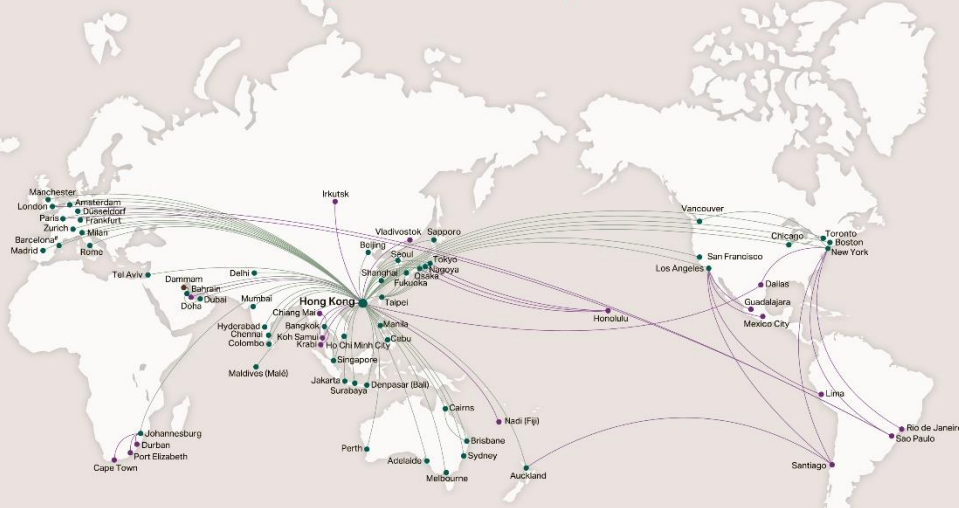 Manchester
London
Amsterdam
Düsseldorf
Paris
Frankfurt
Zurich
Milan
Barcelona#
Madrid
Rome
Irkutsk
Vladivostok
Sapporo
Beijing
Seoul
Tokyo
Nagoya
Osaka
Shanghai
Fukuoka
Tel Aviv
Delhi
Dammam
Bahrain
Doha
Dubai
Mumbai
Hong Kong
Taipei
Chiang Mai
Hyderabad
Bangkok
Manila
Chennai
Koh Samui
Colombo
Krabi
Ho Chi Minh City
Cebu
Singapore
Maldives (Malé)
Jakarta
Surabaya
Denpasar (Bali)
Cairns
Nadi (Fiji)
Johannesburg
Durban
Port Elizabeth
Cape Town
Perth
Brisbane
Adelaide
Sydney
Melbourne
Auckland
Vancouver
Chicago
Toronto
Boston
New York
San Francisco
Los Angeles
Dallas
Guadalajara
Honolulu
Mexico City
Lima
Rio de Janeiro
Sao Paulo
Santiago